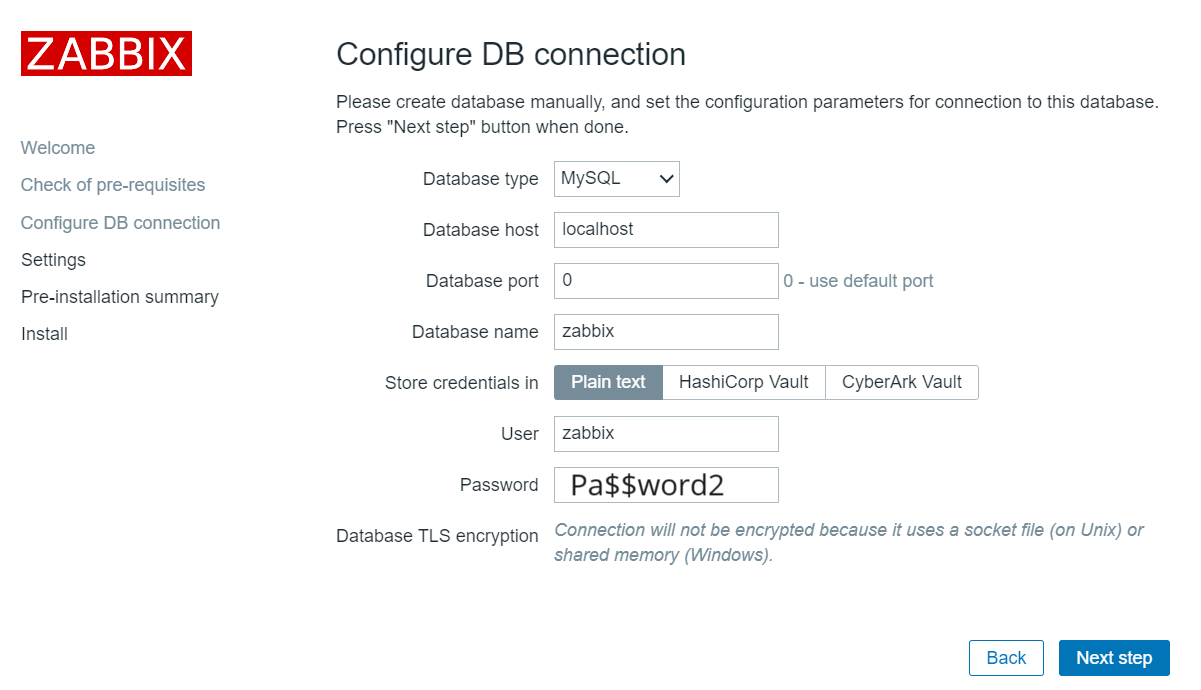 ZABBIX
Welcome
Check of pre-requisites
Configure DB connection
Settings
Pre-installation summary
Install
Configure DB connection
Please create database manually, and set the configuration parameters for connection to this database.
Press "Next step" button when done.
Database type MySQL
Database host localhost
Database port 0 0 - use default port
Database name zabbix
Store credentials in Plain text HashiCorp Vault CyberArk Vault
User zabbix
Password Pa$$word2
Database TLS encryption Connection will not be encrypted because it uses a socket file (on Unix) or
shared memory (Windows).
Back Next step